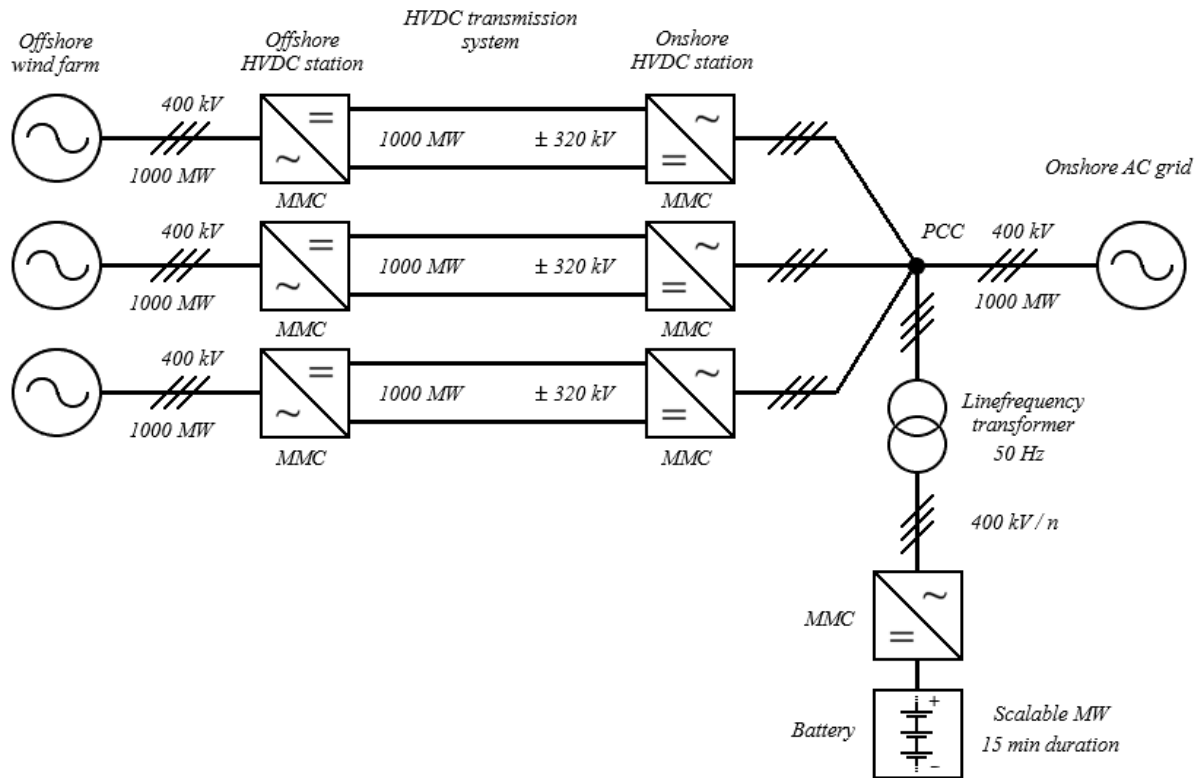 HVDC transmission
system
Offshore
wind farm
Offshore
HVDC station
Onshore
HVDC station
400 kV
1000 MW
1000 MW
± 320 kV
MMC
MMC
Onshore AC grid
400 kV
1000 MW
1000 MW
± 320 kV
MMC
MMC
PCC
400 kV
1000 MW
400 kV
1000 MW
1000 MW
± 320 kV
MMC
MMC
Linefrequency
transformer
50 Hz
400 kV / n
MMC
Battery
+
−
Scalable MW
15 min duration